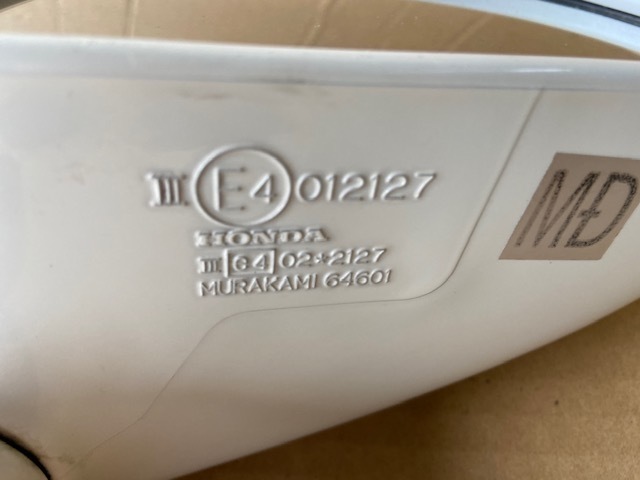 III E4 012127
HONDA
III e4 02*2127
MURAKAMI 64601
MD